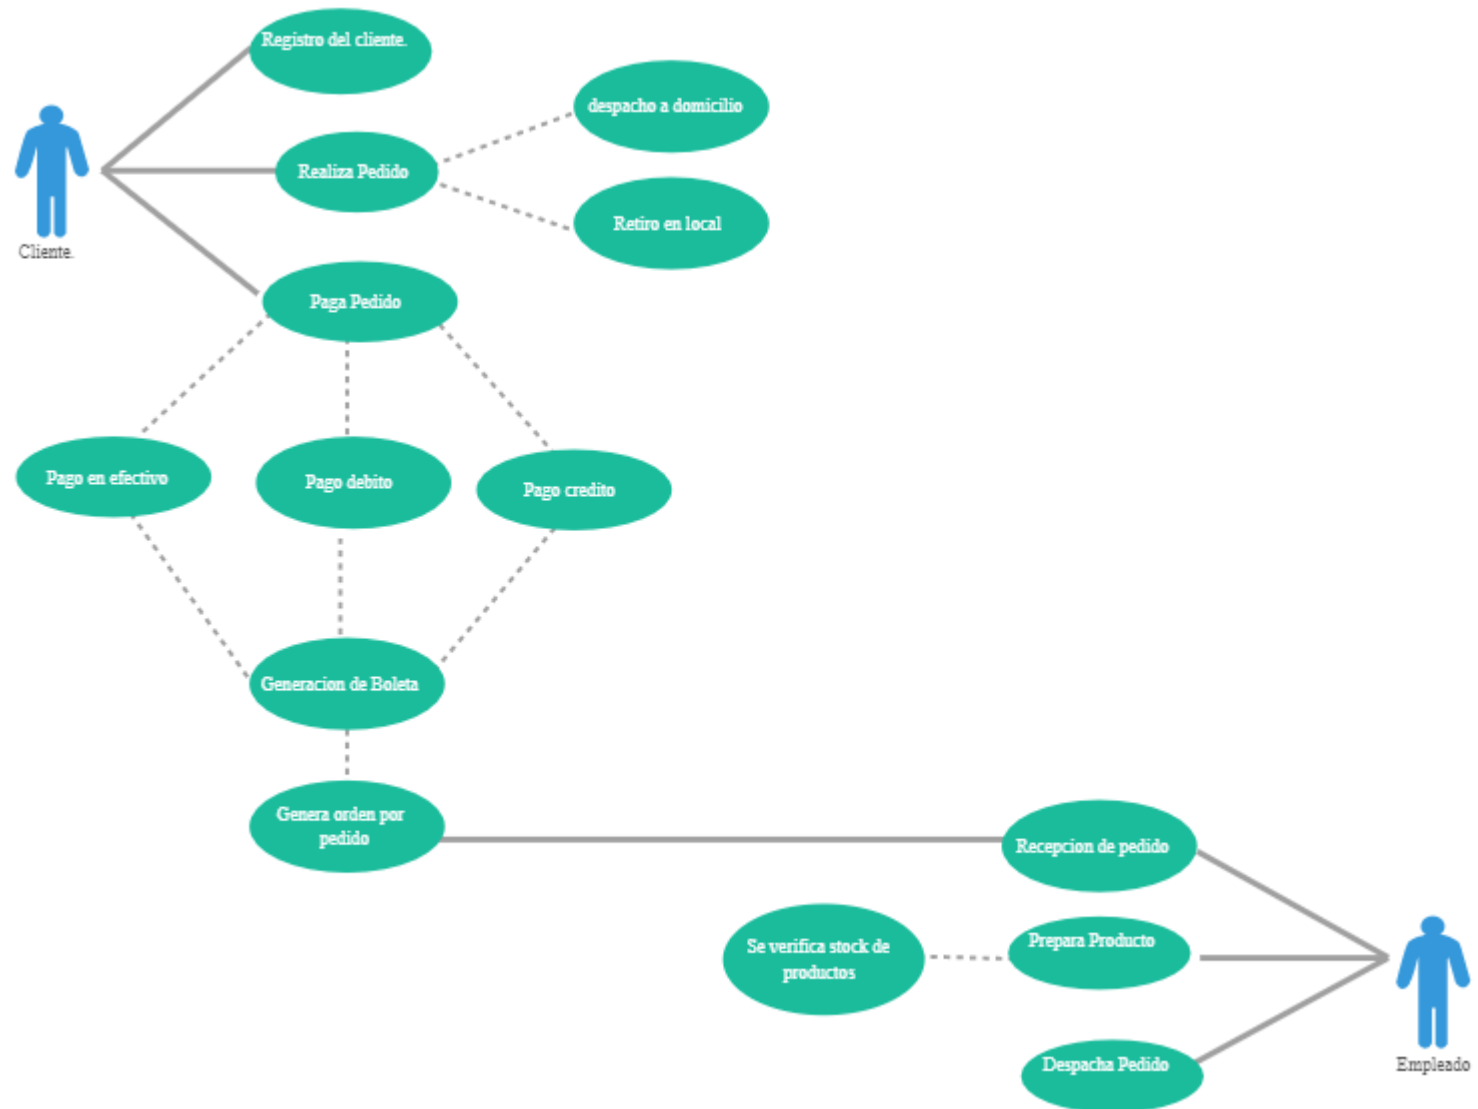 Registro del cliente.
despacho a domicilio
Realiza Pedido
Retiro en local
Cliente.
Paga Pedido
Pago en efectivo
Pago debito
Pago credito
Generacion de Boleta
Genera orden por
pedido
Recepcion de pedido
Se verifica stock de
productos
Prepara Producto
Despacha Pedido
Empleado